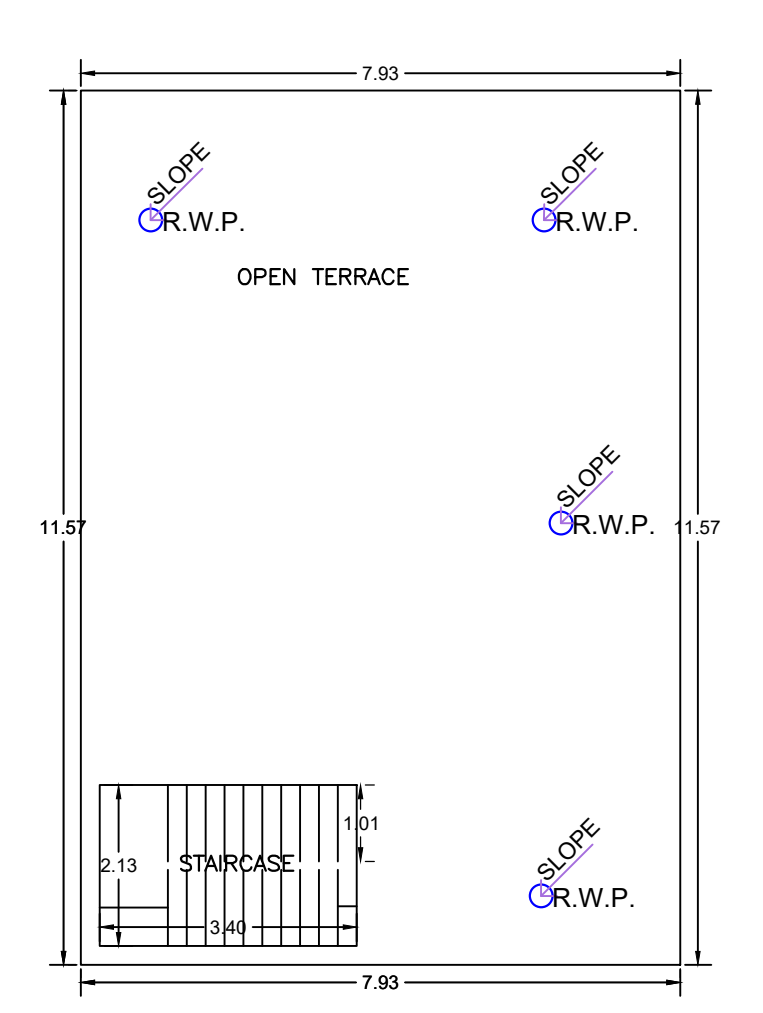 7.93
SLOPE
R.W.P.
SLOPE
R.W.P.
OPEN TERRACE
SLOPE
R.W.P.
11.57
11.57
1.01
2.13
STAIRCASE
SLOPE
R.W.P.
3.40
7.93